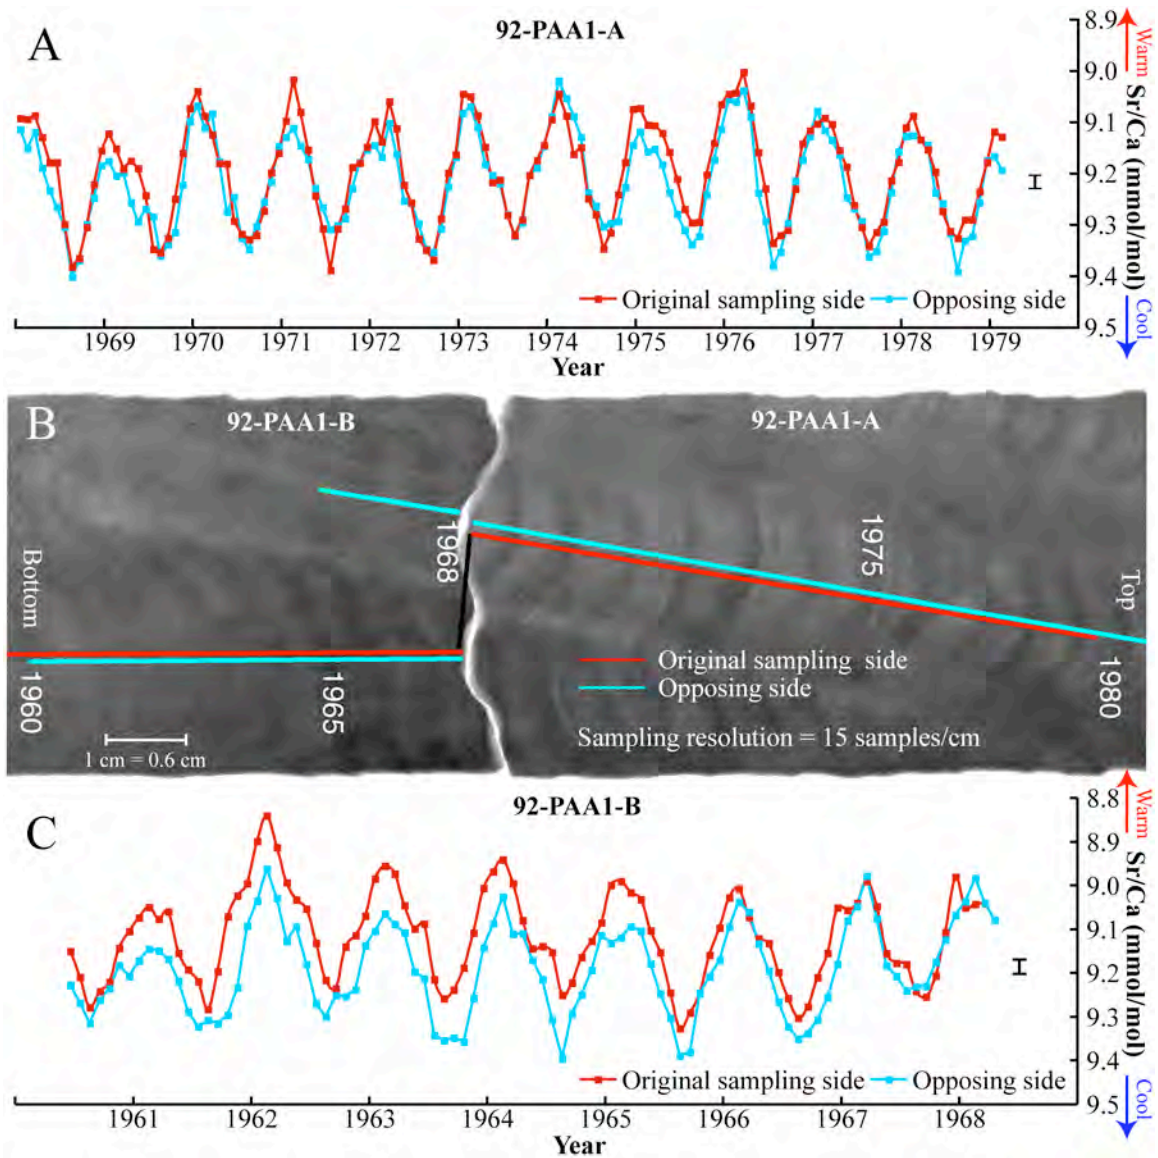 A
92-PAA1-A
8.9
9.0
9.1
9.2
9.3
9.4
9.5
Warm
Sr/Ca (mmol/mol)
Cool
Original sampling side
Opposing side
1969 1970 1971 1972 1973 1974 1975 1976 1977 1978 1979
Year
B
92-PAA1-B
92-PAA1-A
Bottom
1968
1975
Top
1960
1965
1980
Original sampling side
Opposing side
Sampling resolution = 15 samples/cm
1 cm = 0.6 cm
C
92-PAA1-B
8.8
8.9
9.0
9.1
9.2
9.3
9.4
9.5
Warm
Sr/Ca (mmol/mol)
Cool
Original sampling side
Opposing side
1961 1962 1963 1964 1965 1966 1967 1968
Year